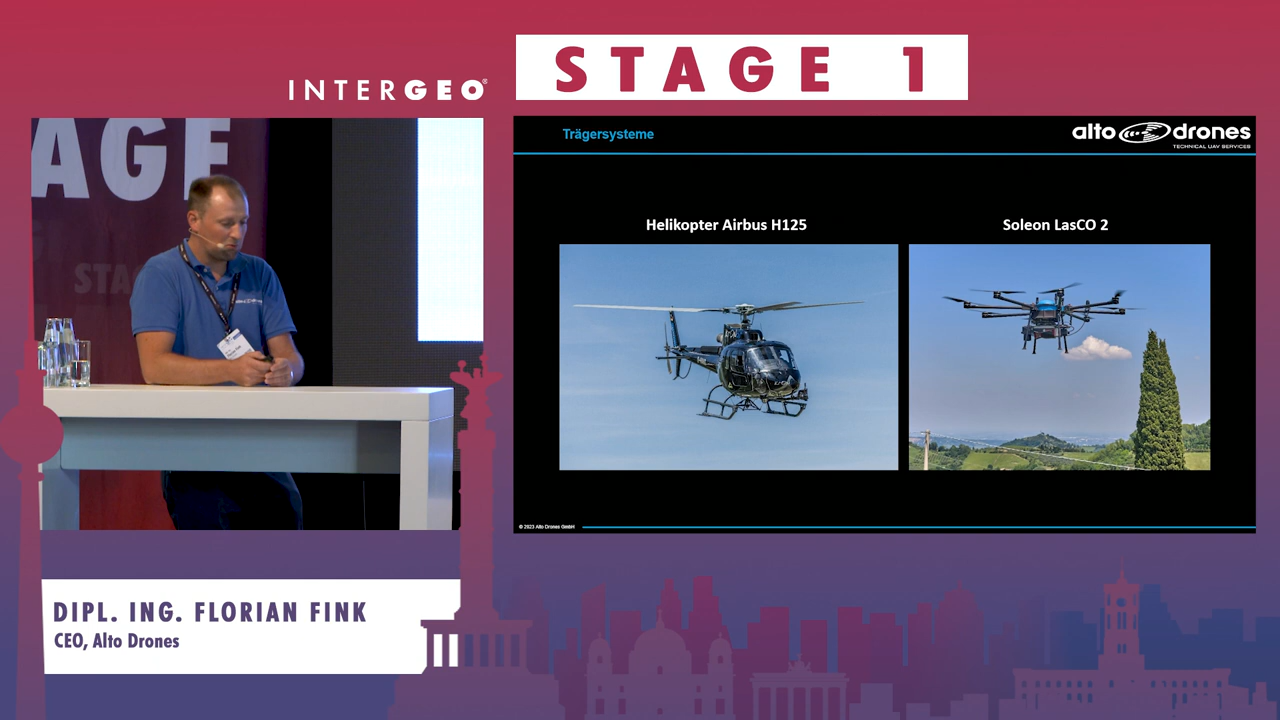 INTERGEO®
STAGE 1
AGE
STA
Trägersysteme
alto drones
TECHNICAL UAV SERVICES
Helikopter Airbus H125
Soleon LasCO 2
© 2023 Alto Drones GmbH
DIPL. ING. FLORIAN FINK
CEO, Alto Drones